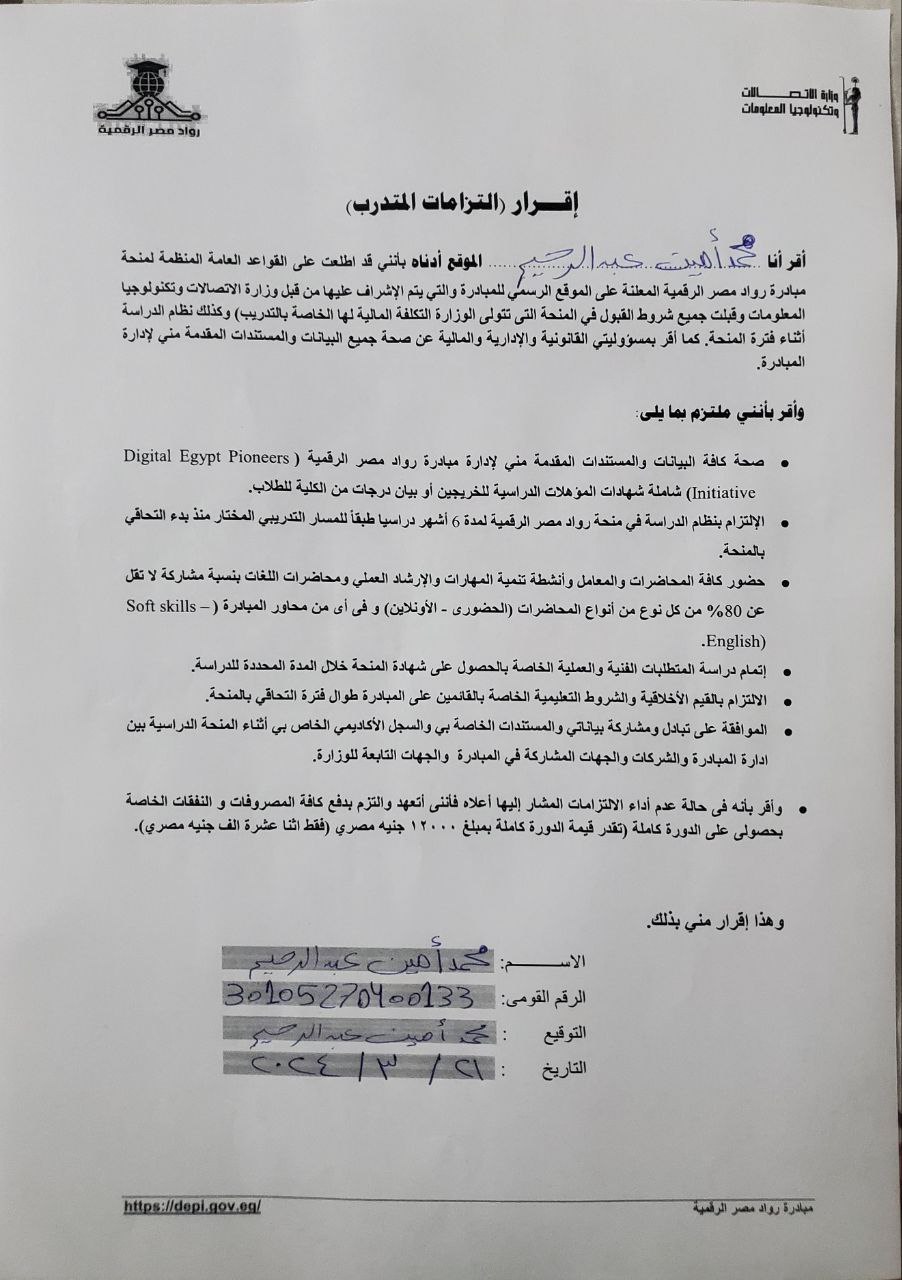 رواد مصر الرقمية
وزارة الاتصالات
وتكنولوجيا المعلومات
إقرار (التزامات المتدرب)
أقر أنا محمد أمين عبد الرحيم الموقع أدناه بأنني قد اطلعت على القواعد العامة المنظمة لمنحة
مبادرة رواد مصر الرقمية المعلنة على الموقع الرسمي للمبادرة والتي يتم الإشراف عليها من قبل وزارة الاتصالات وتكنولوجيا
المعلومات وقبلت جميع شروط القبول في المنحة التى تتولى الوزارة التكلفة المالية لها الخاصة بالتدريب) وكذلك نظام الدراسة
أثناء فترة المنحة. كما أقر بمسؤوليتي القانونية والإدارية والمالية عن صحة جميع البيانات والمستندات المقدمة مني لإدارة
المبادرة.
وأقر بأنني ملتزم بما يلى:
• صحة كافة البيانات والمستندات المقدمة مني لإدارة مبادرة رواد مصر الرقمية (Digital Egypt Pioneers
Initiative) شاملة شهادات المؤهلات الدراسية للخريجين أو بيان درجات من الكلية للطلاب.
• الإلتزام بنظام الدراسة في منحة رواد مصر الرقمية لمدة 6 أشهر دراسيا طبقاً للمسار التدريبي المختار منذ بدء التحاقي
بالمنحة.
• حضور كافة المحاضرات والمعامل وأنشطة تنمية المهارات والإرشاد العملي ومحاضرات اللغات بنسبة مشاركة لا تقل
عن 80% من كل نوع من أنواع المحاضرات (الحضورى - الأونلاين) و فى أى من محاور المبادرة (Soft skills –
English).
• إتمام دراسة المتطلبات الفنية والعملية الخاصة بالحصول على شهادة المنحة خلال المدة المحددة للدراسة.
• الالتزام بالقيم الأخلاقية والشروط التعليمية الخاصة بالقائمين على المبادرة طوال فترة التحاقي بالمنحة.
• الموافقة على تبادل ومشاركة بياناتي والمستندات الخاصة بي والسجل الأكاديمي الخاص بي أثناء المنحة الدراسية بين
ادارة المبادرة والشركات والجهات المشاركة في المبادرة والجهات التابعة للوزارة.
• وأقر بأنه فى حالة عدم أداء الالتزامات المشار إليها أعلاه فأننى أتعهد والتزم بدفع كافة المصروفات و النفقات الخاصة
بحصولى على الدورة كاملة (تقدر قيمة الدورة كاملة بمبلغ ١٢٠٠٠ جنيه مصري (فقط اثنا عشرة الف جنيه مصري).
وهذا إقرار مني بذلك.
الاســـم: محمد أمين عبد الرحيم
الرقم القومى: 30105270400133
التوقيع : محمد أمين عبد الرحيم
التاريخ : ٢١ / ٣ / ٢٠٢٤
مبادرة رواد مصر الرقمية
https://depi.gov.eg/